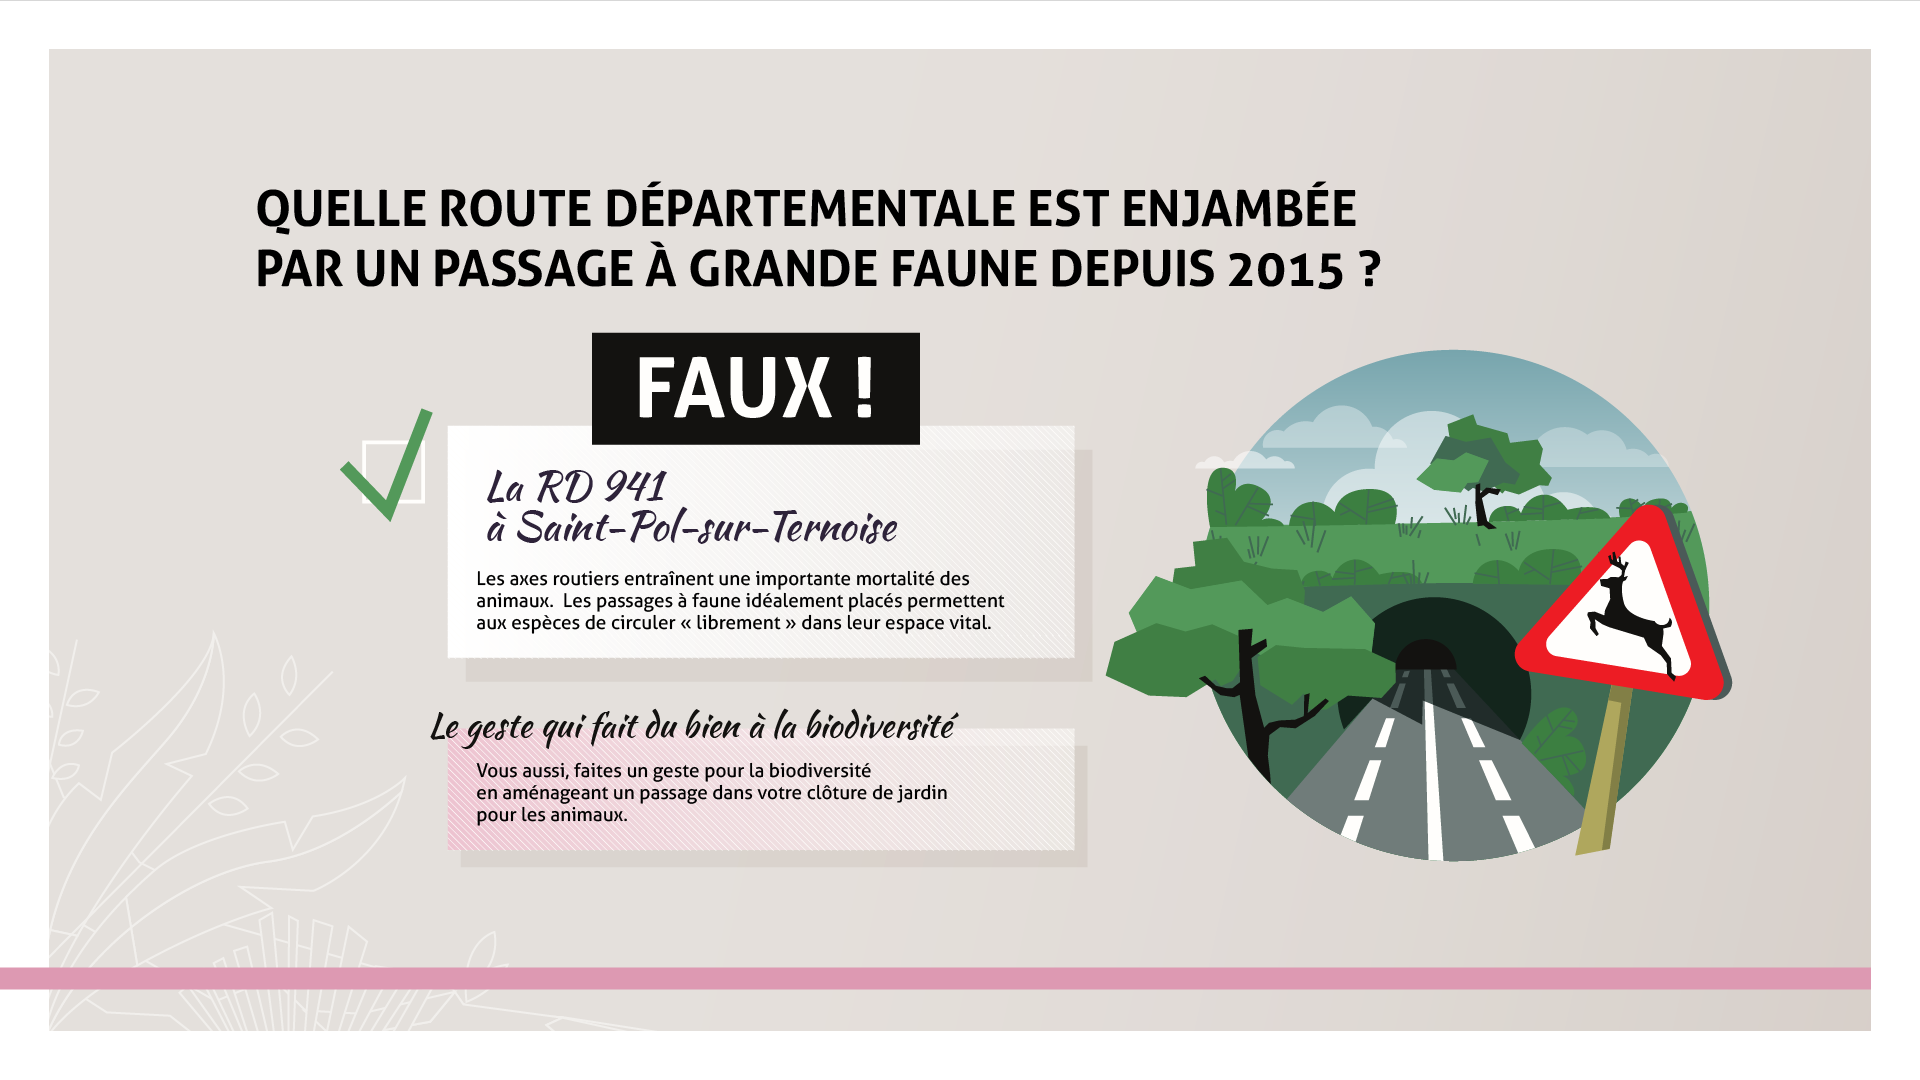 QUELLE ROUTE DÉPARTEMENTALE EST ENJAMBÉE
PAR UN PASSAGE À GRANDE FAUNE DEPUIS 2015 ?
FAUX !
La RD 941
à Saint-Pol-sur-Ternoise
Les axes routiers entraînent une importante mortalité des
animaux. Les passages à faune idéalement placés permettent
aux espèces de circuler « librement » dans leur espace vital.
Le geste qui fait du bien à la biodiversité
Vous aussi, faites un geste pour la biodiversité
en aménageant un passage dans votre clôture de jardin
pour les animaux.